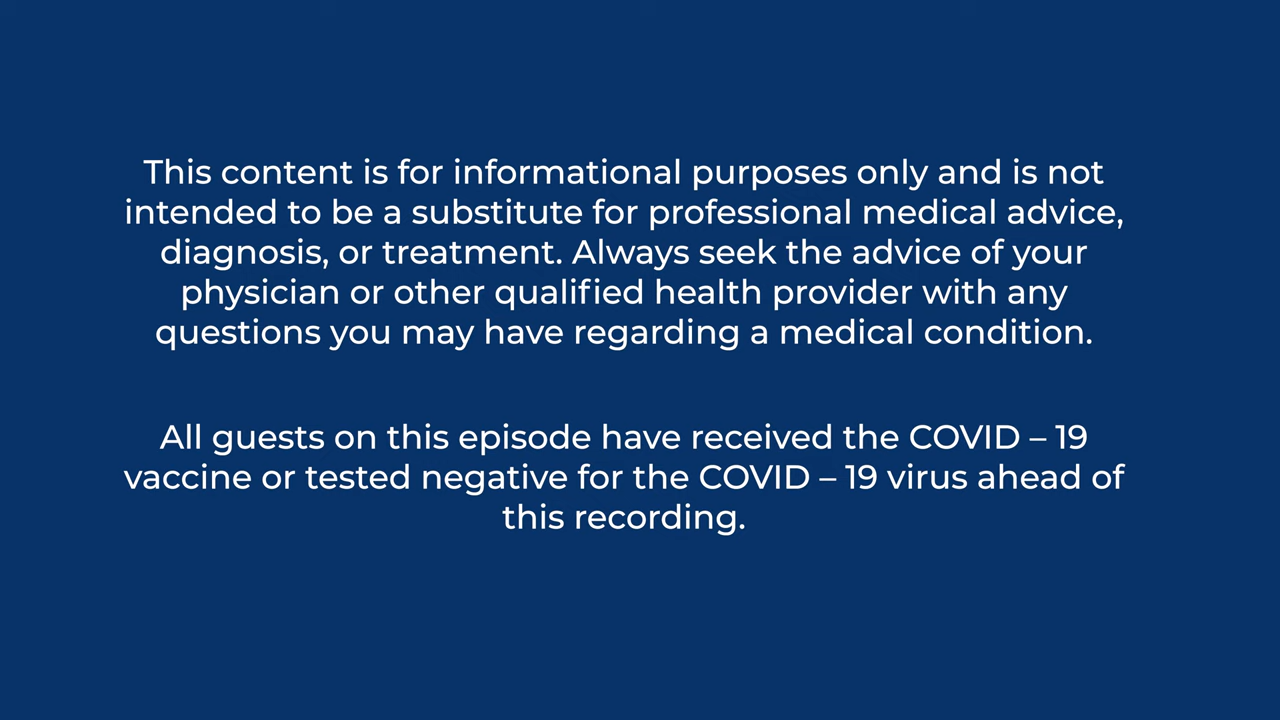 This content is for informational purposes only and is not
intended to be a substitute for professional medical advice,
diagnosis, or treatment. Always seek the advice of your
physician or other qualified health provider with any
questions you may have regarding a medical condition.
All guests on this episode have received the COVID – 19
vaccine or tested negative for the COVID – 19 virus ahead of
this recording.